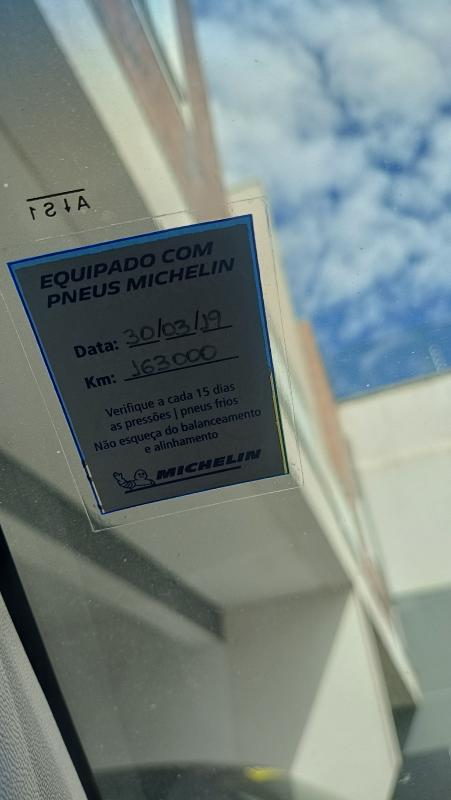 EQUIPADO COM
PNEUS MICHELIN
Data: 30/03/19
Km: 163000
Verifique a cada 15 dias
as pressões | pneus frios
Não esqueça do balanceamento
e alinhamento
MICHELIN